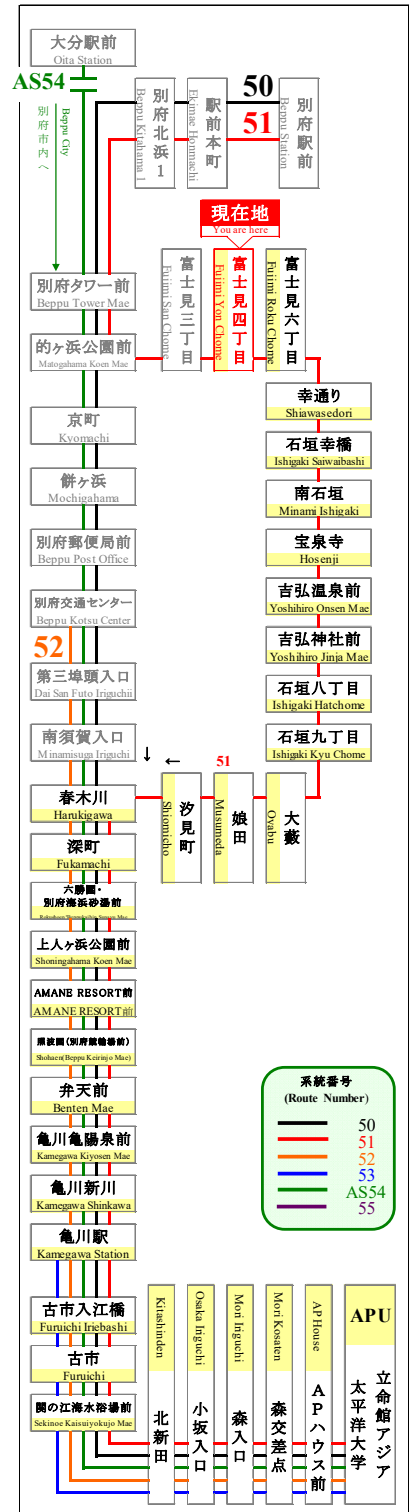 大分駅前
Oita Station
AS54
Beppu City
別府市内へ
別府北浜1
Beppu Kitahama 1
駅前本町
Ekimae Honmachi
別府駅前
Beppu Station
50
51
現在地
You are here
別府タワー前
Beppu Tower Mae
的ヶ浜公園前
Matogahama Koen Mae
富士見三丁目
Fujimi San Chome
富士見四丁目
Fujimi Yon Chome
富士見六丁目
Fujimi Roku Chome
幸通り
Shiawasedori
石垣幸橋
Ishigaki Saiwaibashi
南石垣
Minami Ishigaki
宝泉寺
Hosenji
吉弘温泉前
Yoshihiro Onsen Mae
吉弘神社前
Yoshihiro Jinja Mae
石垣八丁目
Ishigaki Hatchome
石垣九丁目
Ishigaki Kyu Chome
京町
Kyomachi
餅ヶ浜
Mochigahama
別府郵便局前
Beppu Post Office
別府交通センター
Beppu Kotsu Center
52
第三埠頭入口
Dai San Futo Iriguchii
南須賀入口
Minamisuga Iriguchi
↓ ← 51
汐見町
Shiomicho
娘田
Musumeda
大藪
Oyabu
春木川
Harukigawa
深町
Fukamachi
六勝園・
別府海浜砂湯前
上人ヶ浜公園前
Shoningahama Koen Mae
AMANE RESORT前
AMANE RESORT前
照波園(別府競輪場前)
Shohaen(Beppu Keirinjo Mae)
弁天前
Benten Mae
亀川亀陽泉前
Kamegawa Kiyosen Mae
亀川新川
Kamegawa Shinkawa
亀川駅
Kamegawa Station
古市入江橋
Furuichi Iriebashi
古市
Furuichi
関の江海水浴場前
Sekinoe Kaisuiyokujo Mae
系統番号
(Route Number)
50
51
52
53
AS54
55
Kitashinden
北新田
Osaka Iriguchi
小坂入口
Mori Iriguchi
森入口
Mori Kosaten
森交差点
AP House
APハウス前
APU
立命館アジア
太平洋大学